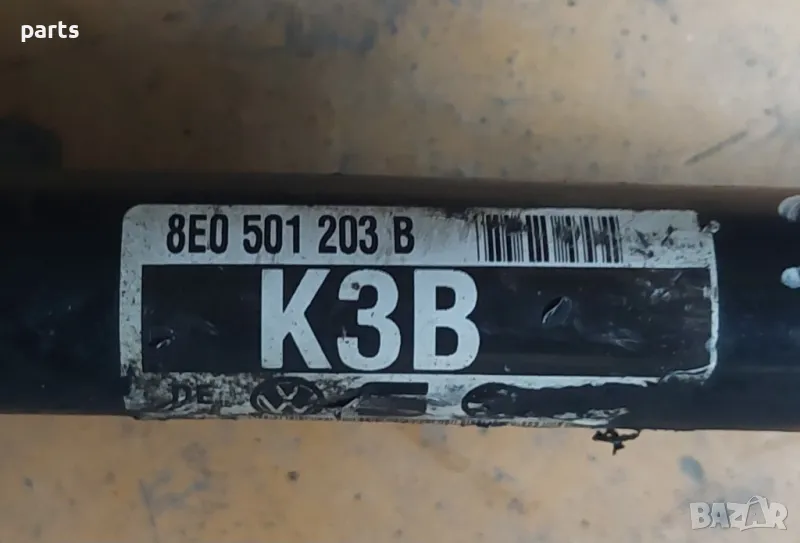 parts
8E0 501 203 B
K3B
DE
BAZAR